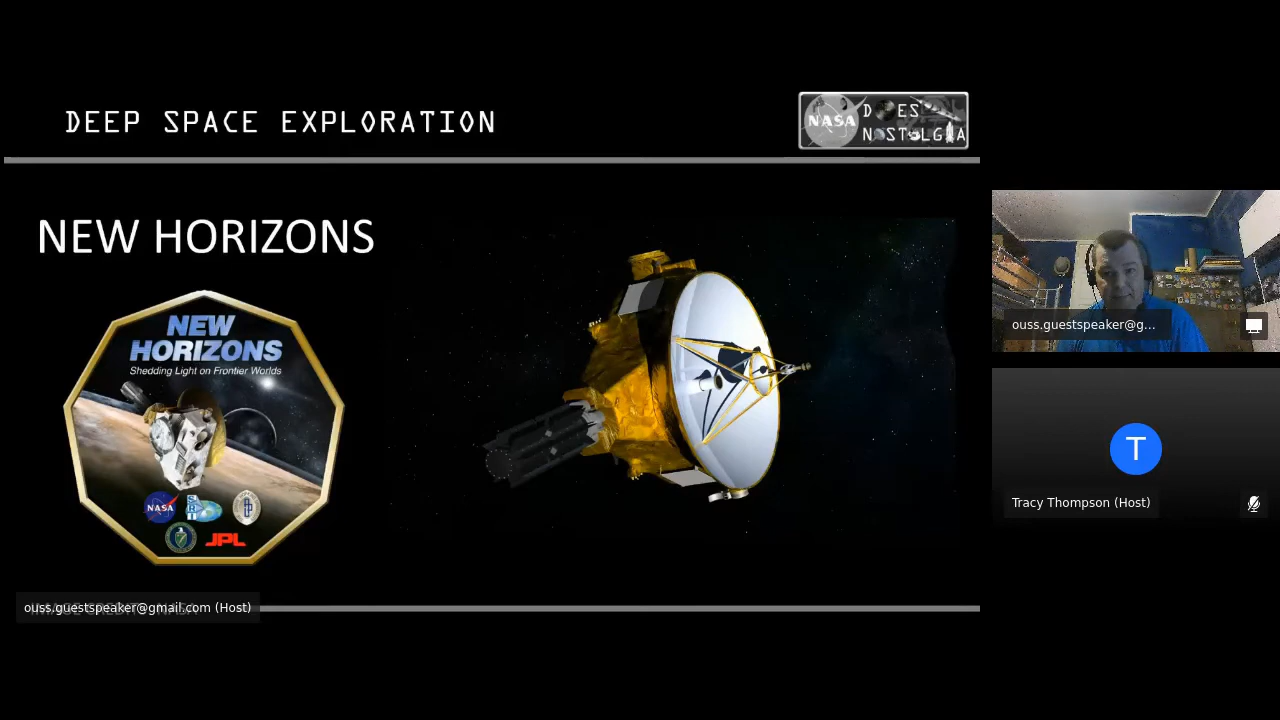 DEEP SPACE EXPLORATION
NASA
DOES
NOSTALGIA
NEW HORIZONS
NEW
HORIZONS
Shedding Light on Frontier Worlds
NASA
JPL
ouss.guestspeaker@gmail.com (Host)
ouss.guestspeaker@g...
T
Tracy Thompson (Host)